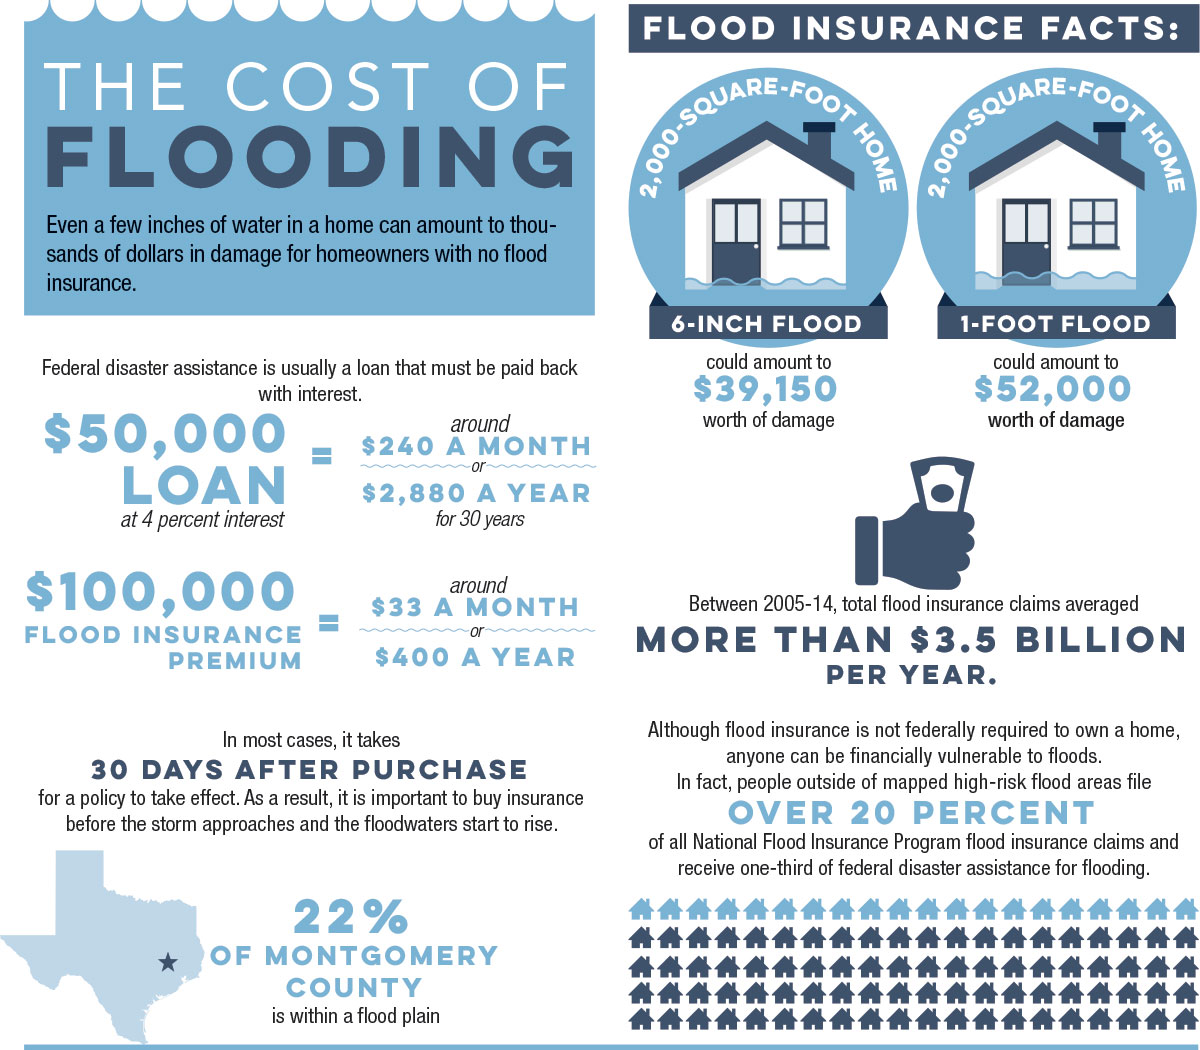 THE COST OF
FLOODING
Even a few inches of water in a home can amount to thou-
sands of dollars in damage for homeowners with no flood
insurance.
Federal disaster assistance is usually a loan that must be paid back
with interest.
$50,000
LOAN
at 4 percent interest
=
around
$240 A MONTH
or
$2,880 A YEAR
for 30 years
$100,000
FLOOD INSURANCE
PREMIUM
=
around
$33 A MONTH
or
$400 A YEAR
In most cases, it takes
30 DAYS AFTER PURCHASE
for a policy to take effect. As a result, it is important to buy insurance
before the storm approaches and the floodwaters start to rise.
22%
OF MONTGOMERY
COUNTY
is within a flood plain
FLOOD INSURANCE FACTS:
2,000-SQUARE-FOOT HOME
6-INCH FLOOD
could amount to
$39,150
worth of damage
2,000-SQUARE-FOOT HOME
1-FOOT FLOOD
could amount to
$52,000
worth of damage
Between 2005-14, total flood insurance claims averaged
MORE THAN $3.5 BILLION
PER YEAR.
Although flood insurance is not federally required to own a home,
anyone can be financially vulnerable to floods.
In fact, people outside of mapped high-risk flood areas file
OVER 20 PERCENT
of all National Flood Insurance Program flood insurance claims and
receive one-third of federal disaster assistance for flooding.